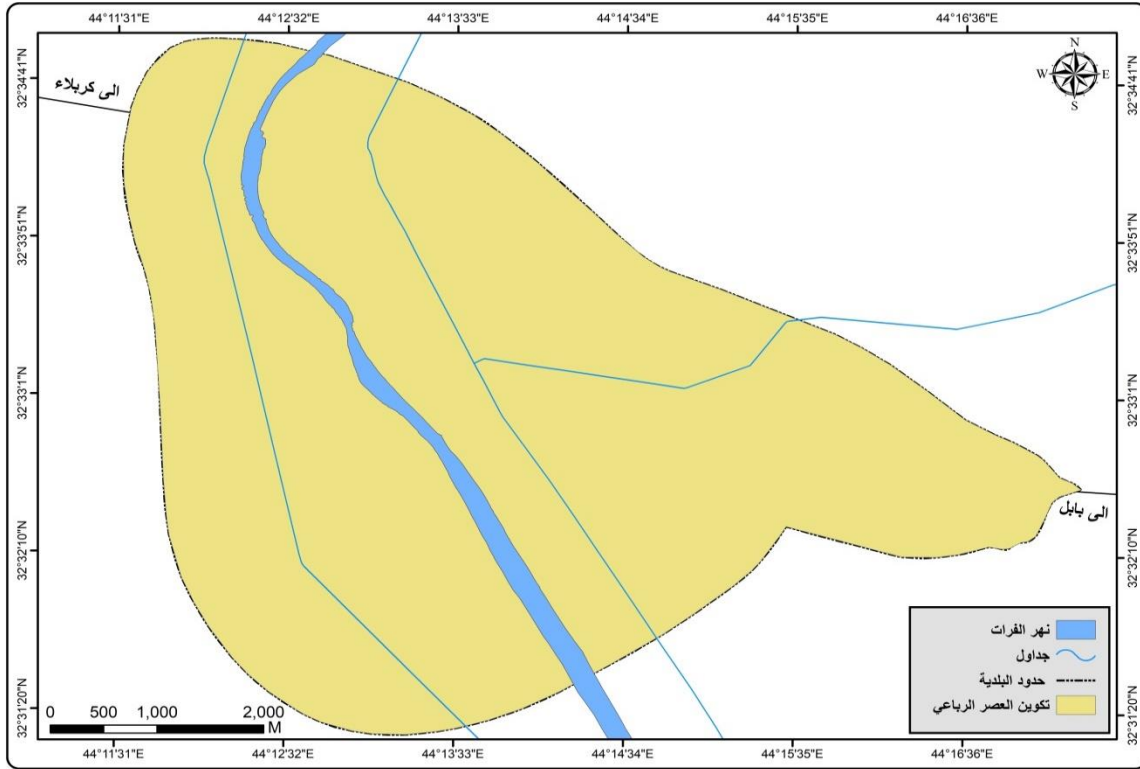 44°11'31"E 44°12'32"E 44°13'33"E 44°14'34"E 44°15'35"E 44°16'36"E
N
W E
S
32°34'41"N
32°34'41"N
الى كربلاء
32°33'51"N
32°33'51"N
32°33'1"N
32°33'1"N
الى بابل
32°32'10"N
32°32'10"N
نهر الفرات
جداول
حدود البلدية
تكوين العصر الرباعي
32°31'20"N
32°31'20"N
0 500 1,000 2,000
M
44°11'31"E 44°12'32"E 44°13'33"E 44°14'34"E 44°15'35"E 44°16'36"E